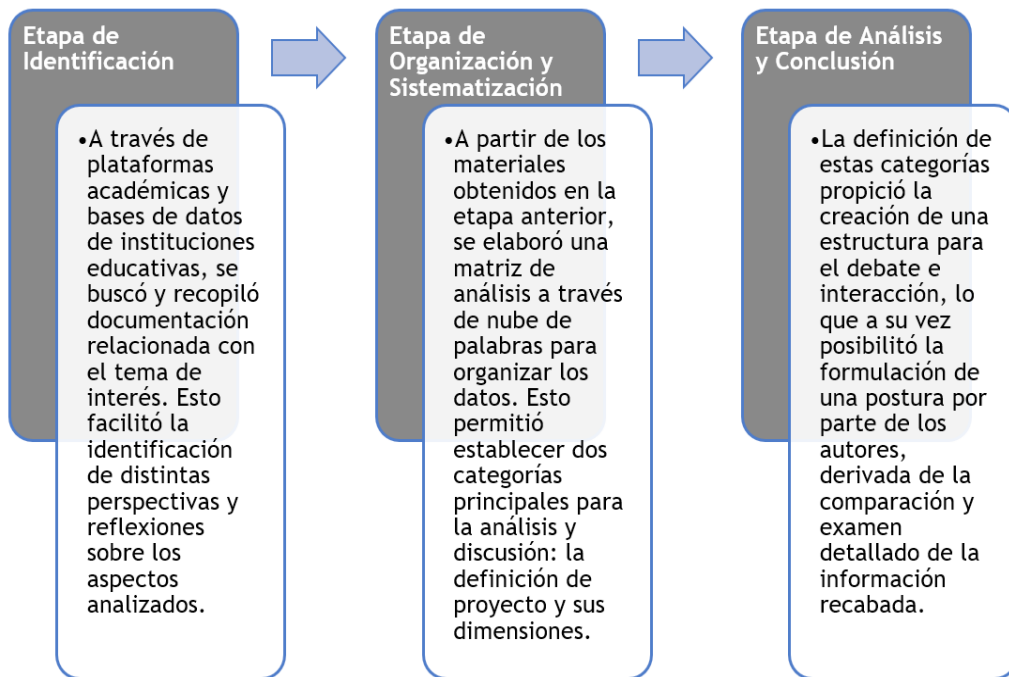 Etapa de
Identificación
•A través de
plataformas
académicas y
bases de datos
de instituciones
educativas, se
buscó y recopiló
documentación
relacionada con
el tema de
interés. Esto
facilitó la
identificación
de distintas
perspectivas y
reflexiones
sobre los
aspectos
analizados.
Etapa de
Organización y
Sistematización
•A partir de los
materiales
obtenidos en la
etapa anterior,
se elaboró una
matriz de
análisis a través
de nube de
palabras para
organizar los
datos. Esto
permitió
establecer dos
categorías
principales para
la análisis y
discusión: la
definición de
proyecto y sus
dimensiones.
Etapa de Análisis
y Conclusión
•La definición de
estas categorías
propició la
creación de una
estructura para
el debate e
interacción, lo
que a su vez
posibilitó la
formulación de
una postura por
parte de los
autores,
derivada de la
comparación y
examen
detallado de la
información
recabada.